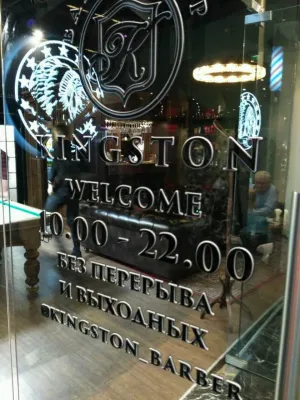 K
KINGSTON
WELCOME
10.00 - 22.00
БЕЗ ПЕРЕРЫВА
И ВЫХОДНЫХ
@KINGSTON_BARBER